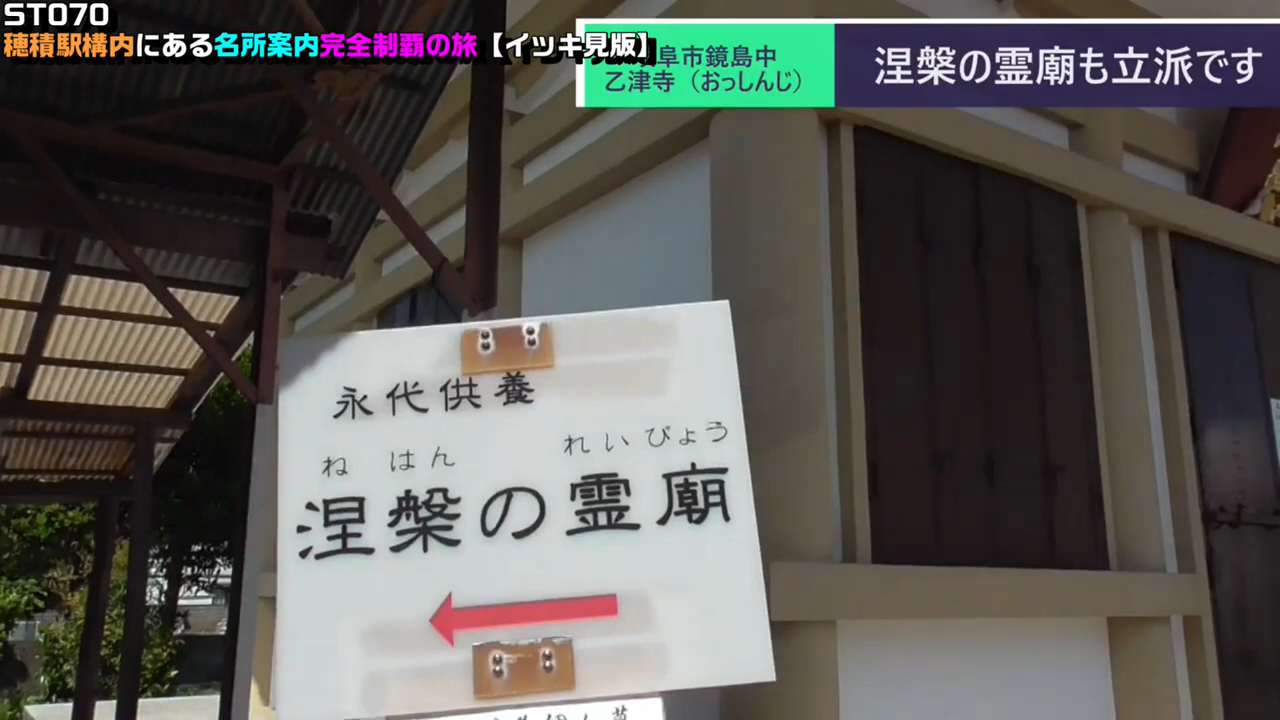 ST070
穂積駅構内にある名所案内完全制覇の旅【イッキ見版】
阜市鏡島中
乙津寺（おっしんじ）
涅槃の霊廟も立派です
永代供養
ねはん れいびょう
涅槃の霊廟